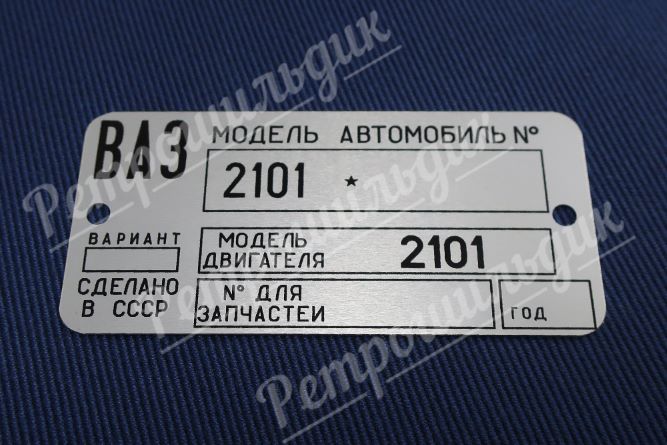 Ретрошильдик
ВАЗ
МОДЕЛЬ АВТОМОБИЛЬ №
2101 *
ВАРИАНТ
МОДЕЛЬ
ДВИГАТЕЛЯ
2101
СДЕЛАНО
В СССР
№ ДЛЯ
ЗАПЧАСТЕЙ
ГОД
Ретрошильдик
Ретрошильдик
Ретрошильдик